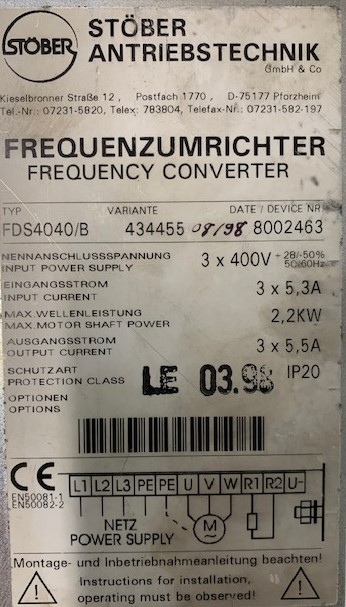 STÖBER
STÖBER
ANTRIEBSTECHNIK
GmbH & Co
Kieselbronner Straße 12 , Postfach 1770 , D-75177 Pforzheim
Tel.-Nr.: 07231-5820, Telex: 783804, Telefax-Nr.: 07231-582-197
FREQUENZUMRICHTER
FREQUENCY CONVERTER
TYP VARIANTE DATE / DEVICE NR
FDS4040/B 434455 08/98 8002463
NENNANSCHLUSSSPANNUNG
INPUT POWER SUPPLY
3 x 400V +28/-50%
50/60Hz
EINGANGSSTROM
INPUT CURRENT
3 x 5,3A
MAX.WELLENLEISTUNG
MAX.MOTOR SHAFT POWER
2,2KW
AUSGANGSSTROM
OUTPUT CURRENT
3 x 5,5A
SCHUTZART
PROTECTION CLASS
LE 03.98 IP20
OPTIONEN
OPTIONS
CE
EN50081-1
EN50082-2
L1 L2 L3 PE PE U V W R1 R2 U-
M
NETZ
POWER SUPPLY
Montage- und Inbetriebnahmeanleitung beachten!
Instructions for installation,
operating must be observed!